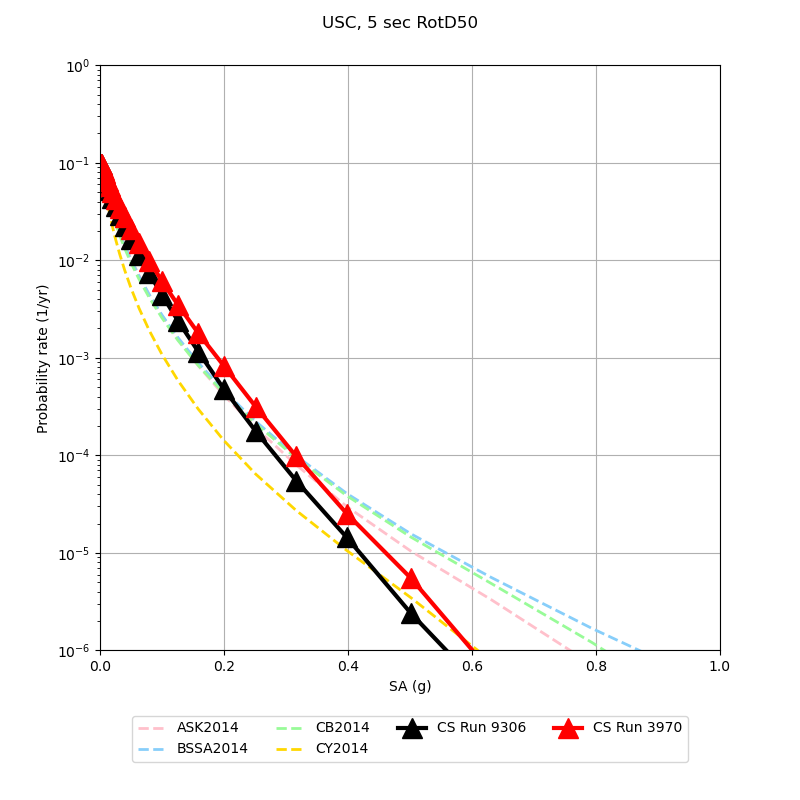 USC, 5 sec RotD50
10⁰
10⁻¹
10⁻²
10⁻³
10⁻⁴
10⁻⁵
10⁻⁶
Probability rate (1/yr)
0.0 0.2 0.4 0.6 0.8 1.0
SA (g)
ASK2014 CB2014 CS Run 9306 CS Run 3970
BSSA2014 CY2014